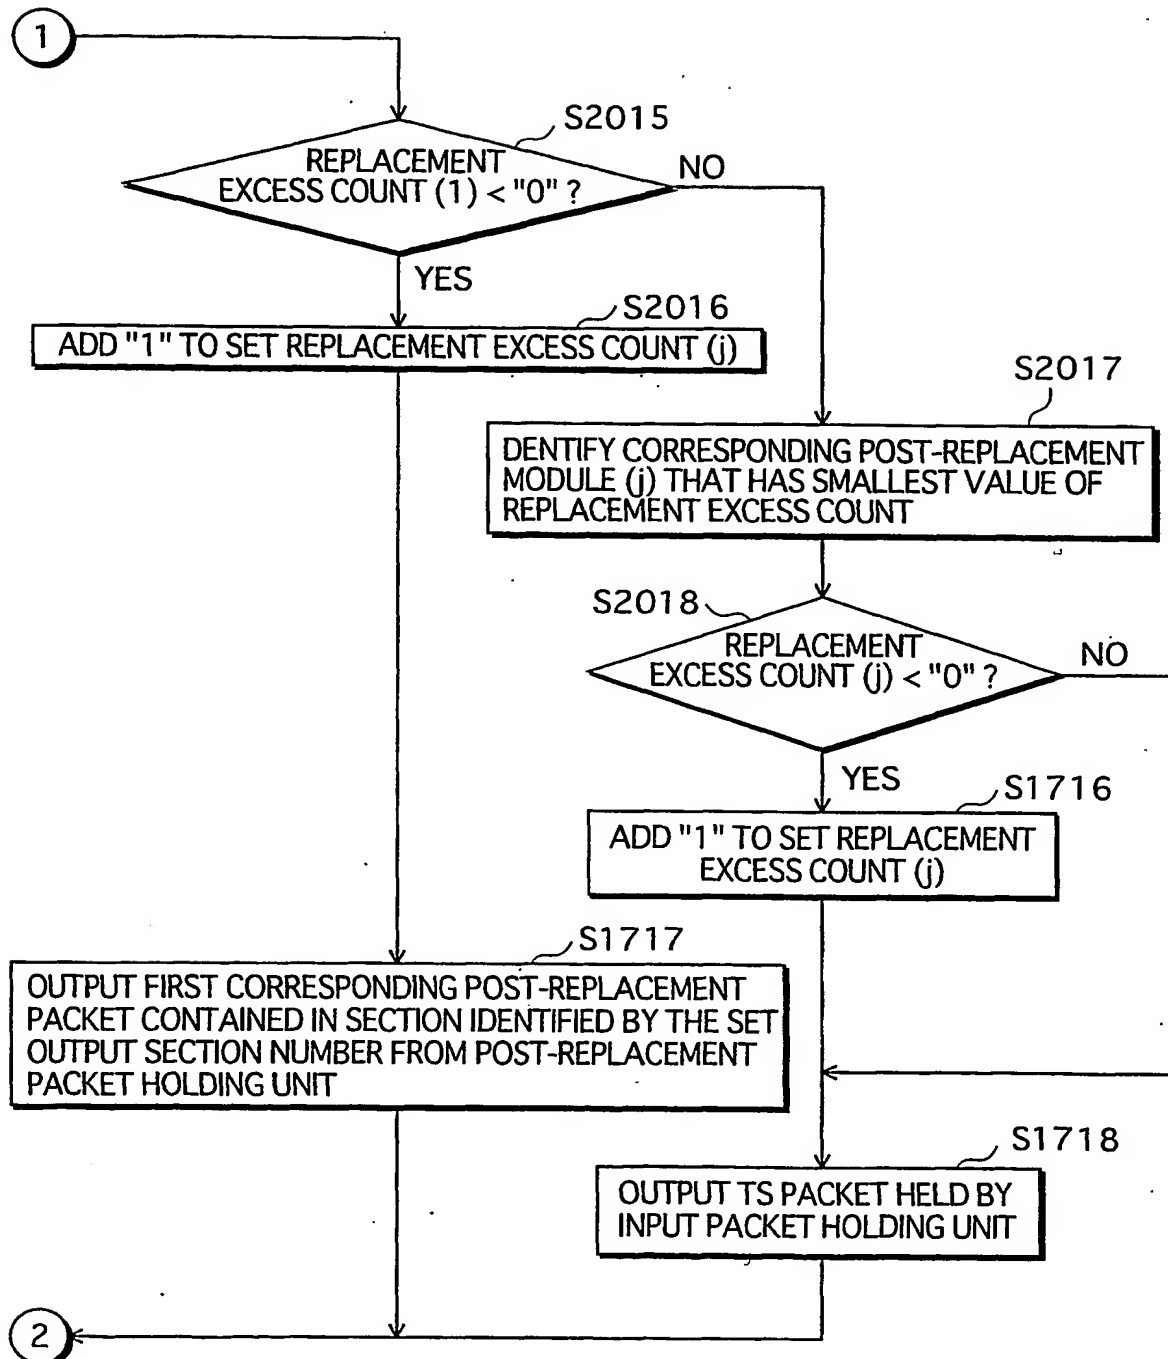 1
S2015
REPLACEMENT
EXCESS COUNT (1) < "0" ?
NO
YES
S2016
ADD "1" TO SET REPLACEMENT EXCESS COUNT (j)
S2017
DENTIFY CORRESPONDING POST-REPLACEMENT
MODULE (j) THAT HAS SMALLEST VALUE OF
REPLACEMENT EXCESS COUNT
S2018
REPLACEMENT
EXCESS COUNT (j) < "0" ?
NO
YES
S1716
ADD "1" TO SET REPLACEMENT
EXCESS COUNT (j)
S1717
OUTPUT FIRST CORRESPONDING POST-REPLACEMENT
PACKET CONTAINED IN SECTION IDENTIFIED BY THE SET
OUTPUT SECTION NUMBER FROM POST-REPLACEMENT
PACKET HOLDING UNIT
S1718
OUTPUT TS PACKET HELD BY
INPUT PACKET HOLDING UNIT
2